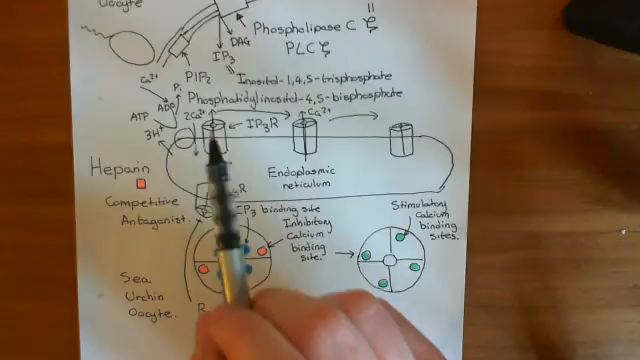 Oocyte
Phospholipase C ζ
PLC ζ
DAG
IP3
PIP2
Inositol-1,4,5-trisphosphate
Phosphatidylinositol-4,5-bisphosphate
Ca2+
Pi
ADP
ATP
3H+
2Ca2+
IP3R
Ca2+
Endoplasmic
reticulum
Heparin
Competitive
Antagonist.
IP3 binding site
Inhibitory
Calcium
binding
site.
Stimulatory
Calcium
binding
sites.
Sea
Urchin
Oocyte.